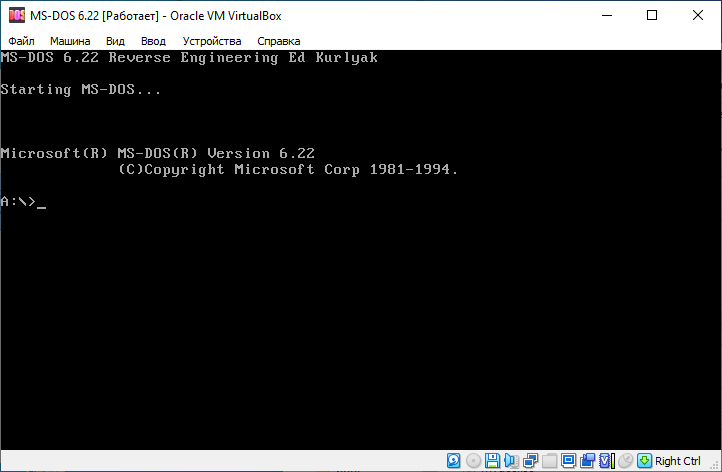 MS-DOS 6.22 [Работает] - Oracle VM VirtualBox
Файл Машина Вид Ввод Устройства Справка
MS-DOS 6.22 Reverse Engineering Ed Kurlyak
Starting MS-DOS...
Microsoft(R) MS-DOS(R) Version 6.22
(C)Copyright Microsoft Corp 1981-1994.
A:\>_
Right Ctrl